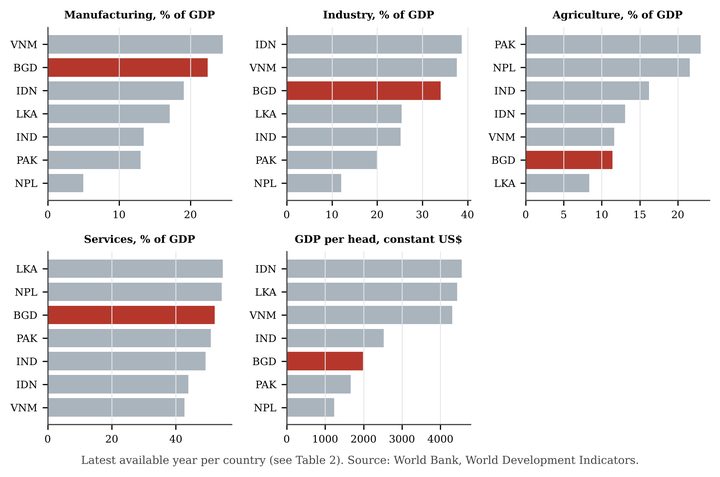 Manufacturing, % of GDP
VNM
BGD
IDN
LKA
IND
PAK
NPL
0 10 20
Industry, % of GDP
IDN
VNM
BGD
LKA
IND
PAK
NPL
0 10 20 30 40
Agriculture, % of GDP
PAK
NPL
IND
IDN
VNM
BGD
LKA
0 5 10 15 20
Services, % of GDP
LKA
NPL
BGD
PAK
IND
IDN
VNM
0 20 40
GDP per head, constant US$
IDN
LKA
VNM
IND
BGD
PAK
NPL
0 1000 2000 3000 4000
Latest available year per country (see Table 2). Source: World Bank, World Development Indicators.